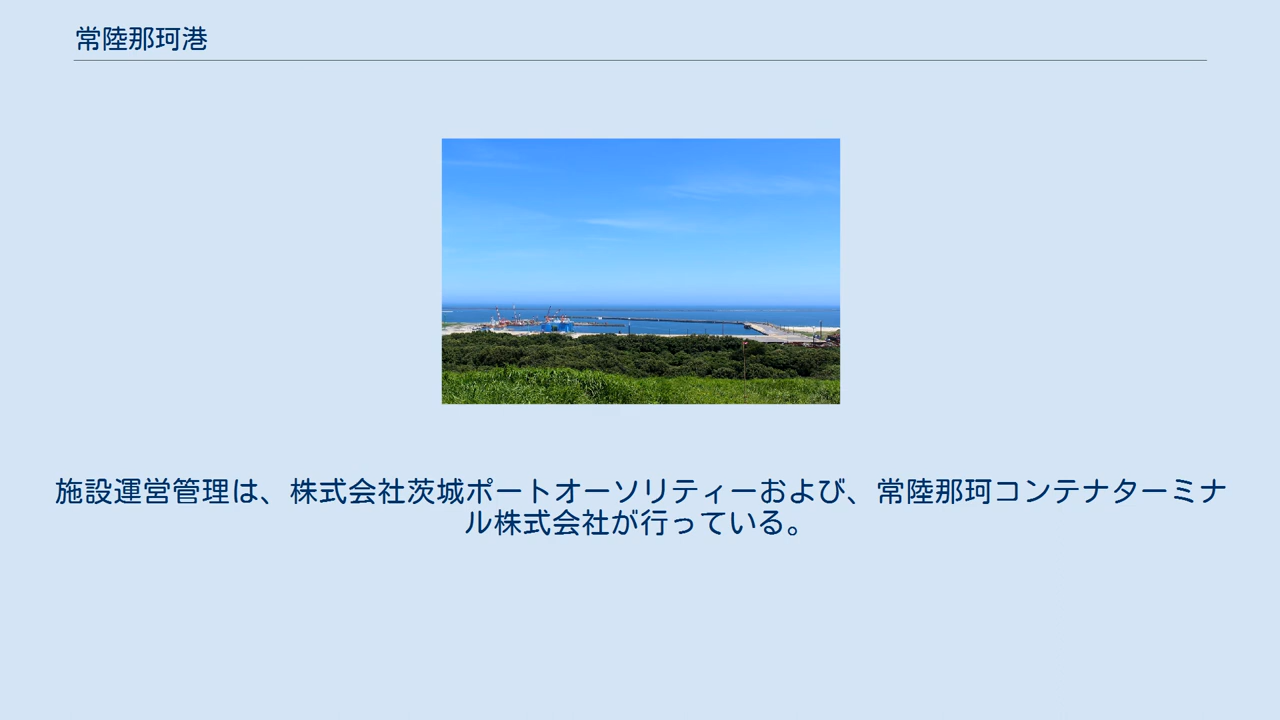 常陸那珂港
施設運営管理は、株式会社茨城ポートオーソリティーおよび、常陸那珂コンテナターミナ
ル株式会社が行っている。